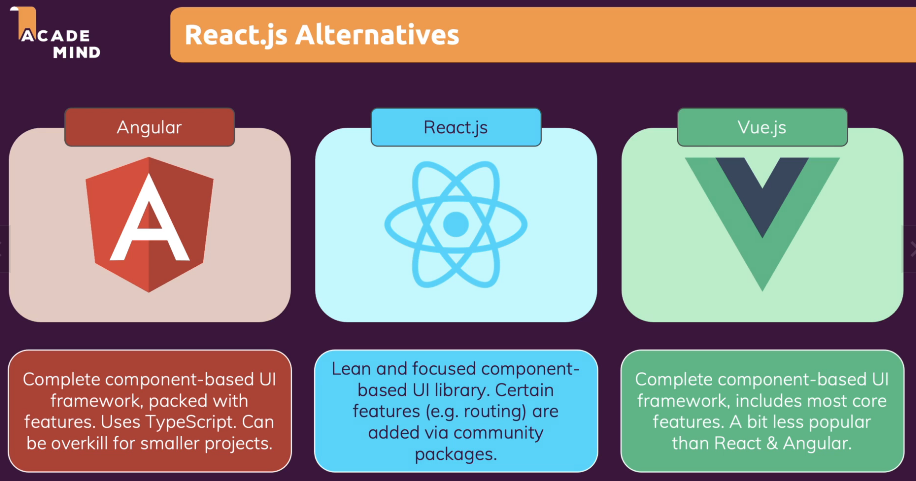 ACADE
MIND
React.js Alternatives
Angular
Complete component-based UI
framework, packed with
features. Uses TypeScript. Can
be overkill for smaller projects.
React.js
Lean and focused component-
based UI library. Certain
features (e.g. routing) are
added via community
packages.
Vue.js
Complete component-based UI
framework, includes most core
features. A bit less popular
than React & Angular.